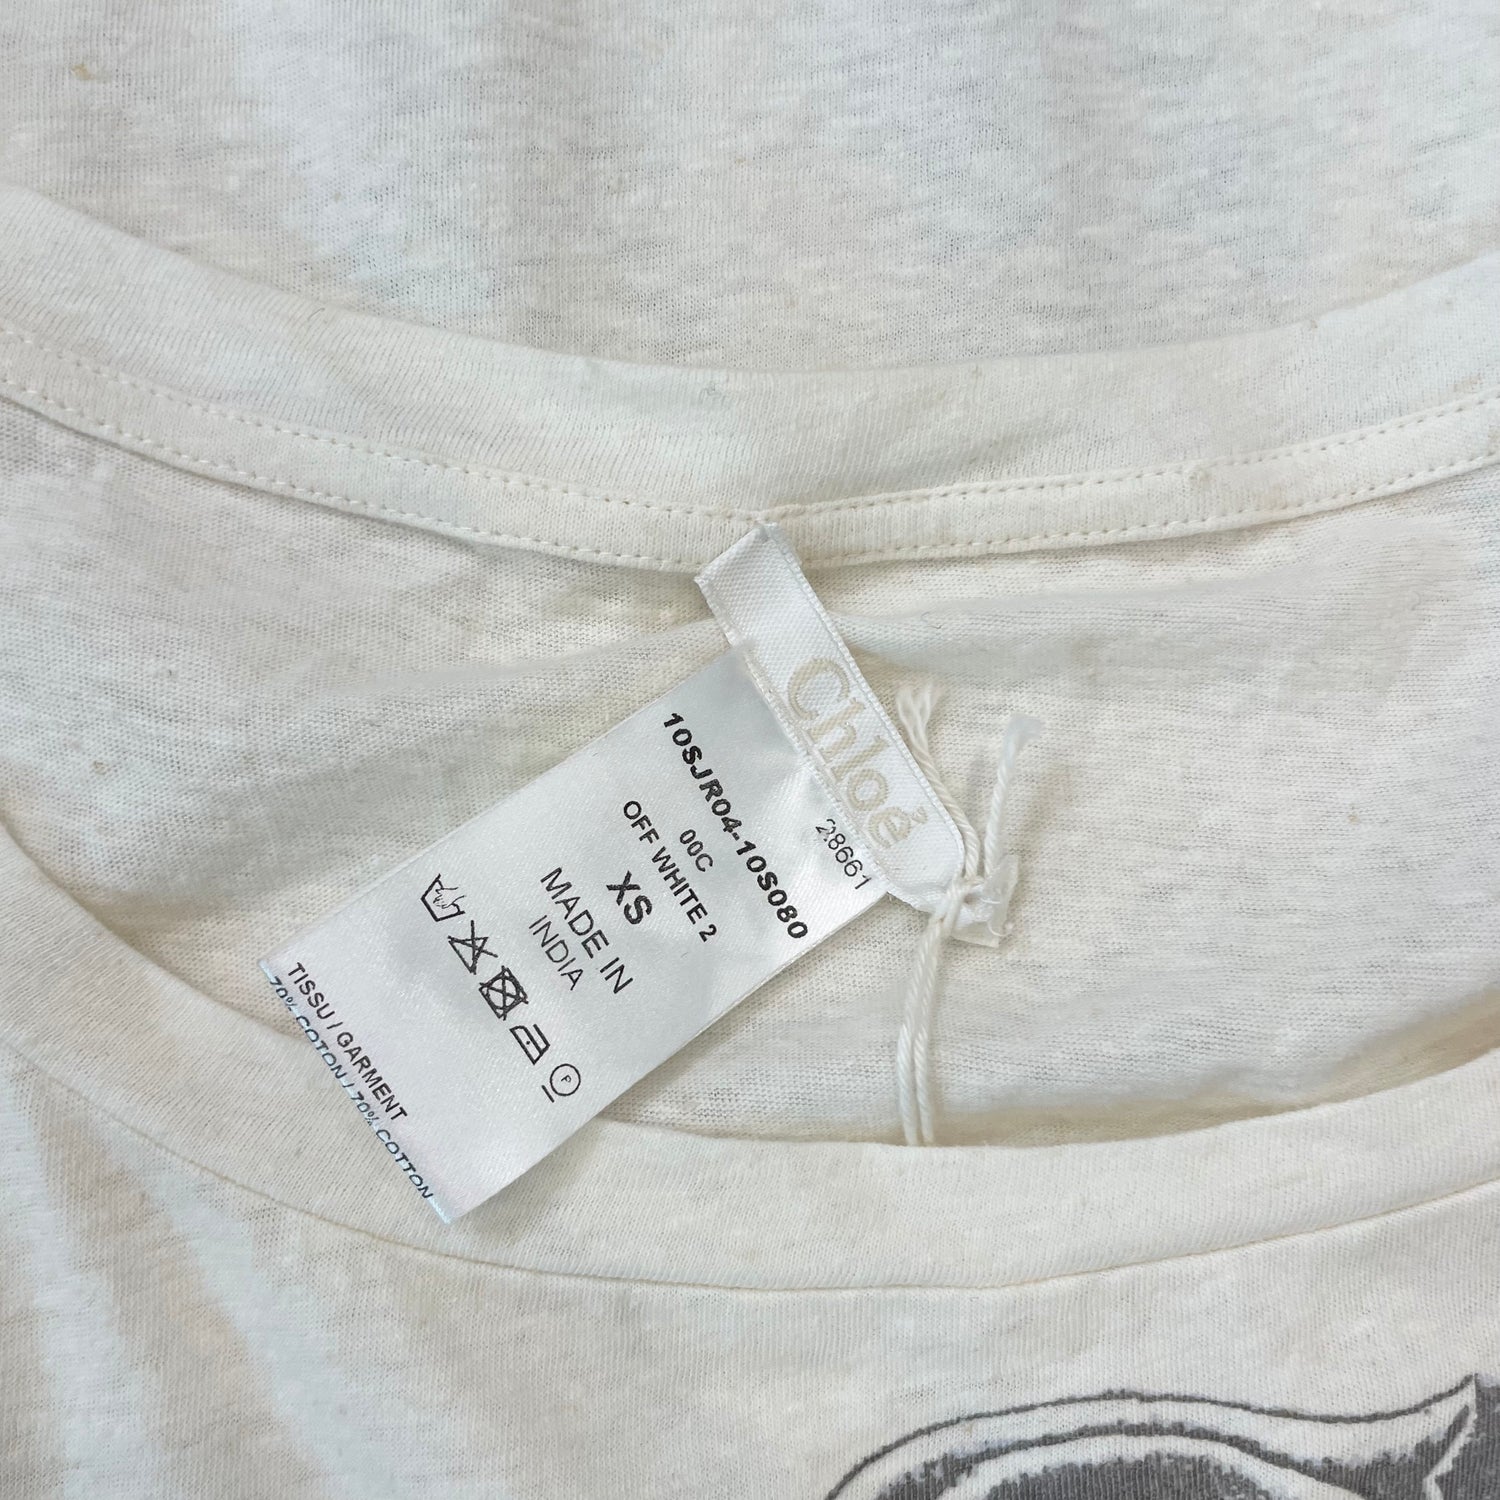 Chloé
28661
10SJR04-10S080
00C
OFF WHITE 2
XS
MADE IN
INDIA
P
TISSU / GARMENT
70% COTON / 70% COTTON